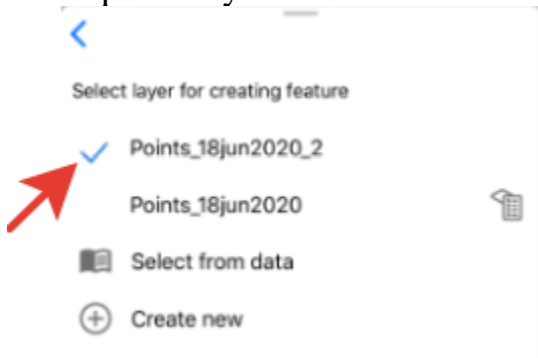 Select layer for creating feature
Points_18jun2020_2
Points_18jun2020
Select from data
Create new